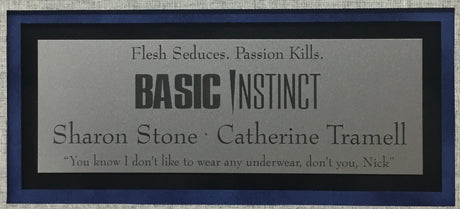 Flesh Seduces. Passion Kills.
BASIC INSTINCT
Sharon Stone · Catherine Tramell
“You know I don't like to wear any underwear, don't you, Nick”